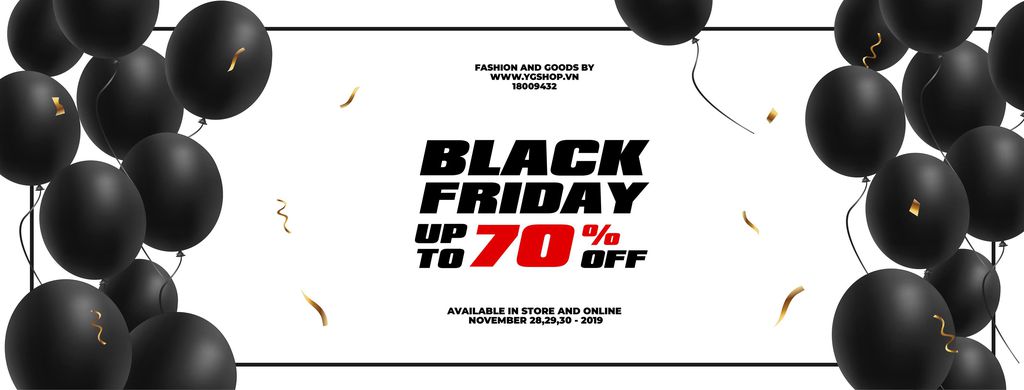 FASHION AND GOODS BY
WWW.YGSHOP.VN
18009432
BLACK
FRIDAY
UP TO 70% OFF
AVAILABLE IN STORE AND ONLINE
NOVEMBER 28,29,30 - 2019